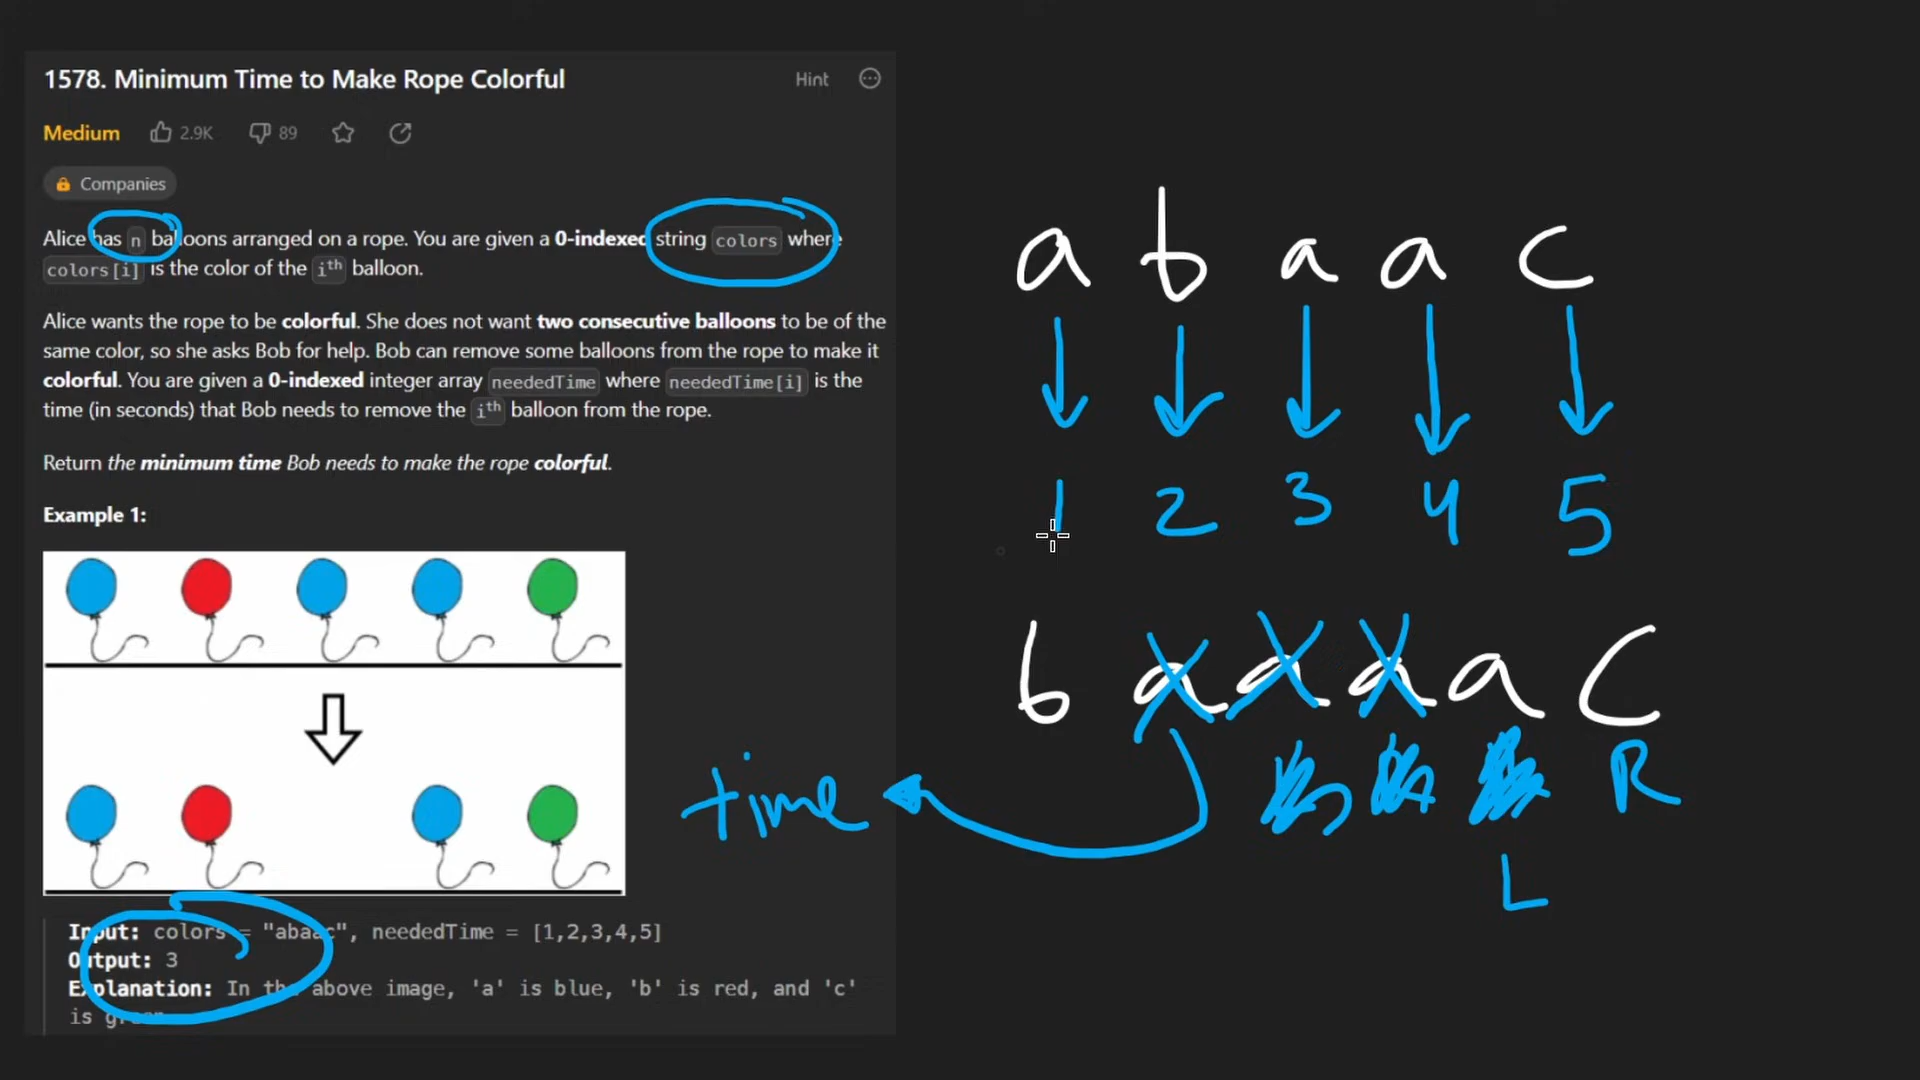 1578. Minimum Time to Make Rope Colorful
Hint
Medium 2.9K 89
Companies
Alice has n balloons arranged on a rope. You are given a 0-indexed string colors where
colors[i] is the color of the ith balloon.
Alice wants the rope to be colorful. She does not want two consecutive balloons to be of the
same color, so she asks Bob for help. Bob can remove some balloons from the rope to make it
colorful. You are given a 0-indexed integer array neededTime where neededTime[i] is the
time (in seconds) that Bob needs to remove the ith balloon from the rope.
Return the minimum time Bob needs to make the rope colorful.
Example 1:
Input: colors = "abaac", neededTime = [1,2,3,4,5]
Output: 3
Explanation: In the above image, 'a' is blue, 'b' is red, and 'c'
is green
a b a a c
1 2 3 4 5
b a a a a c
time
R
L